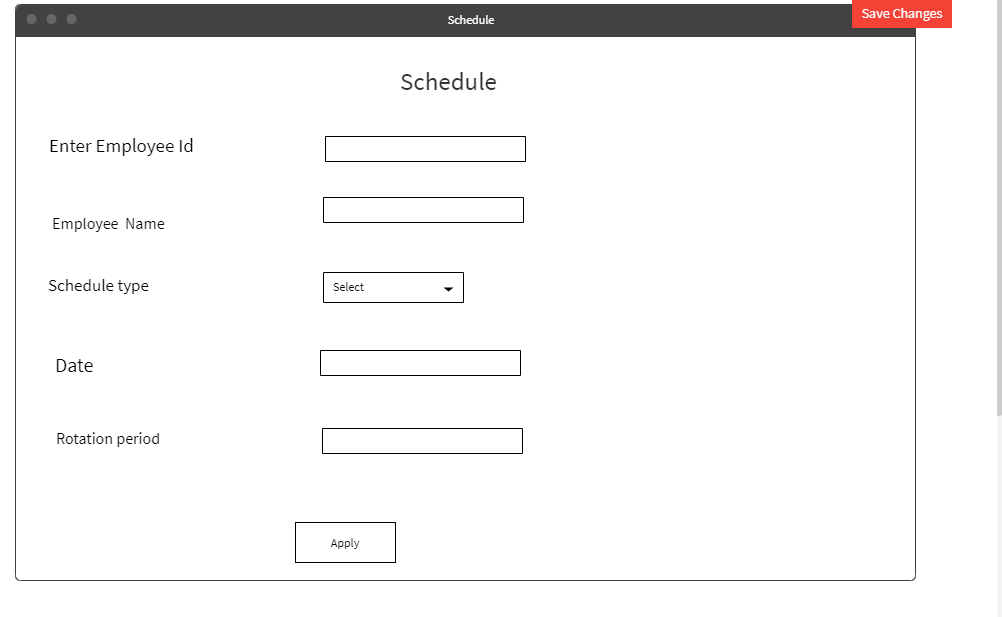 Schedule
Save Changes
Schedule
Enter Employee Id
Employee Name
Schedule type
Select
Date
Rotation period
Apply